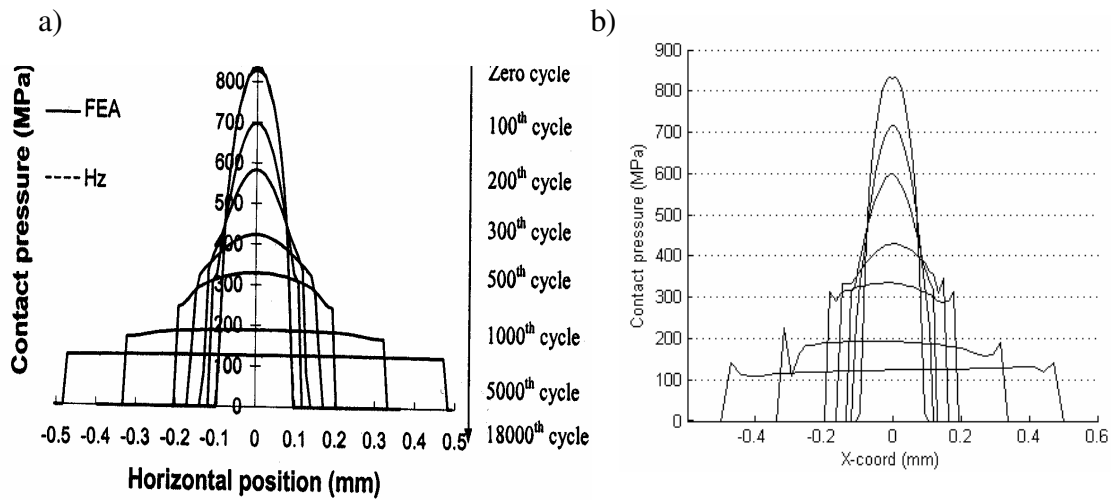 a)
Contact pressure (MPa)
FEA
Hz
800
700
600
500
400
300
200
100
0
-0.5 -0.4 -0.3 -0.2 -0.1 0 0.1 0.2 0.3 0.4 0.5
Horizontal position (mm)
Zero cycle
100th cycle
200th cycle
300th cycle
500th cycle
1000th cycle
5000th cycle
18000th cycle
b)
Contact pressure (MPa)
900
800
700
600
500
400
300
200
100
0
-0.4 -0.2 0 0.2 0.4 0.6
X-coord (mm)